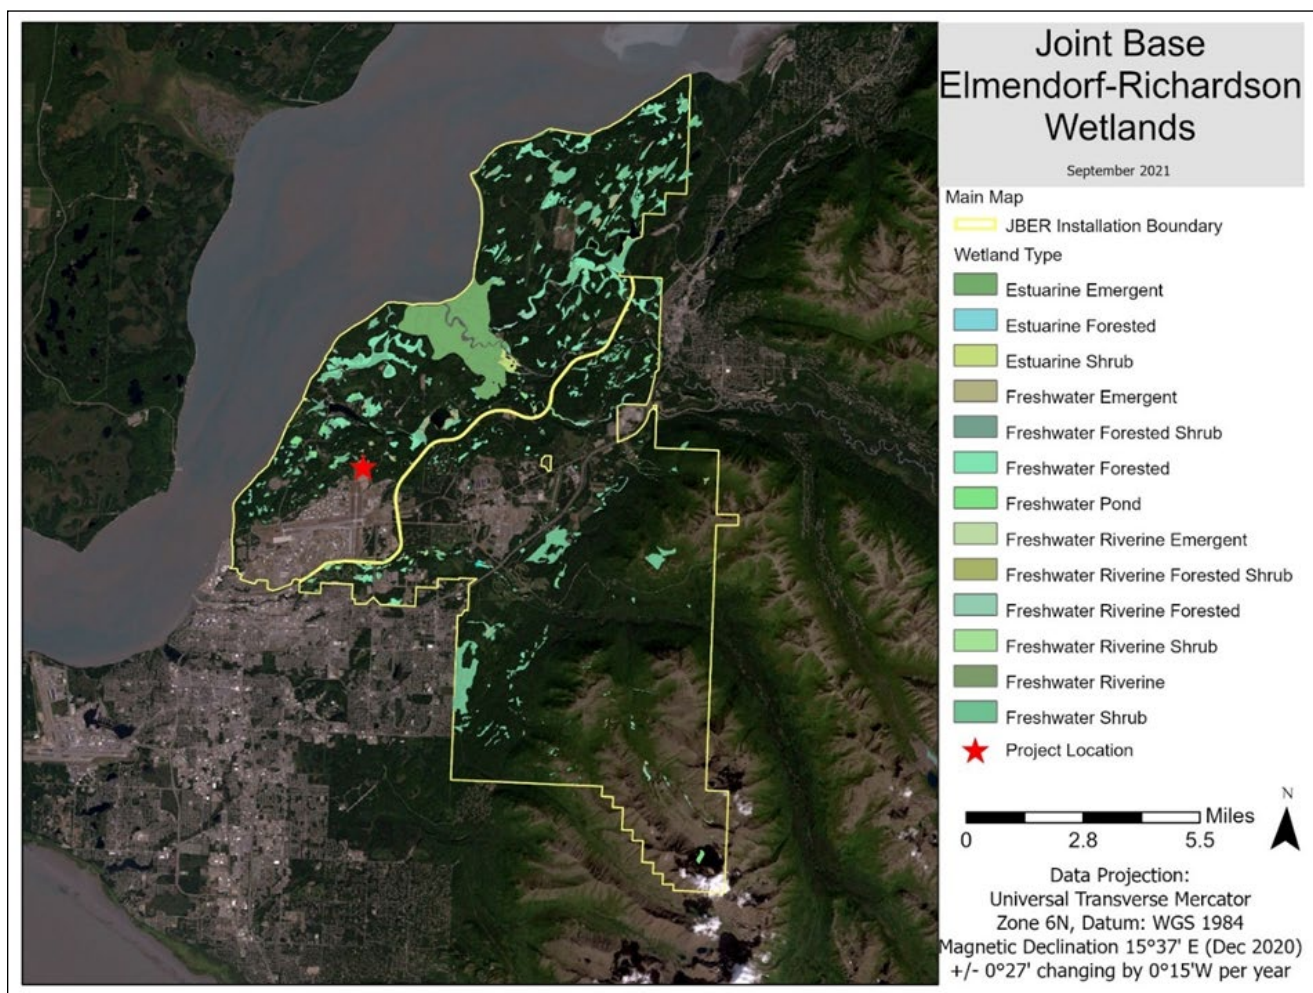 Joint Base
Elmendorf-Richardson
Wetlands
September 2021
Main Map
JBER Installation Boundary
Wetland Type
Estuarine Emergent
Estuarine Forested
Estuarine Shrub
Freshwater Emergent
Freshwater Forested Shrub
Freshwater Forested
Freshwater Pond
Freshwater Riverine Emergent
Freshwater Riverine Forested Shrub
Freshwater Riverine Forested
Freshwater Riverine Shrub
Freshwater Riverine
Freshwater Shrub
Project Location
N
Miles
0 2.8 5.5
Data Projection:
Universal Transverse Mercator
Zone 6N, Datum: WGS 1984
Magnetic Declination 15°37' E (Dec 2020)
+/- 0°27' changing by 0°15'W per year